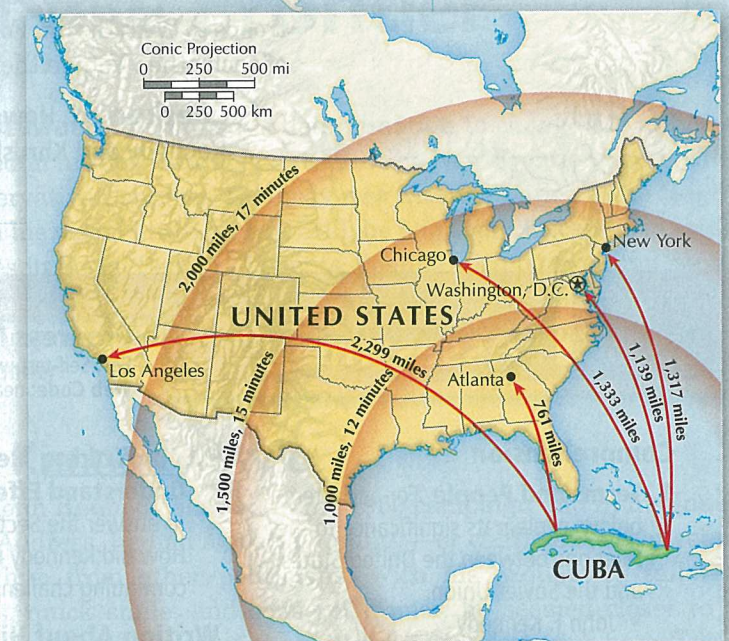 Conic Projection
0 250 500 mi
0 250 500 km
2,000 miles, 17 minutes
Chicago
New York
Washington, D.C.
UNITED STATES
2,299 miles
Los Angeles
Atlanta
1,500 miles, 15 minutes
1,000 miles, 12 minutes
761 miles
1,333 miles
1,139 miles
1,317 miles
CUBA